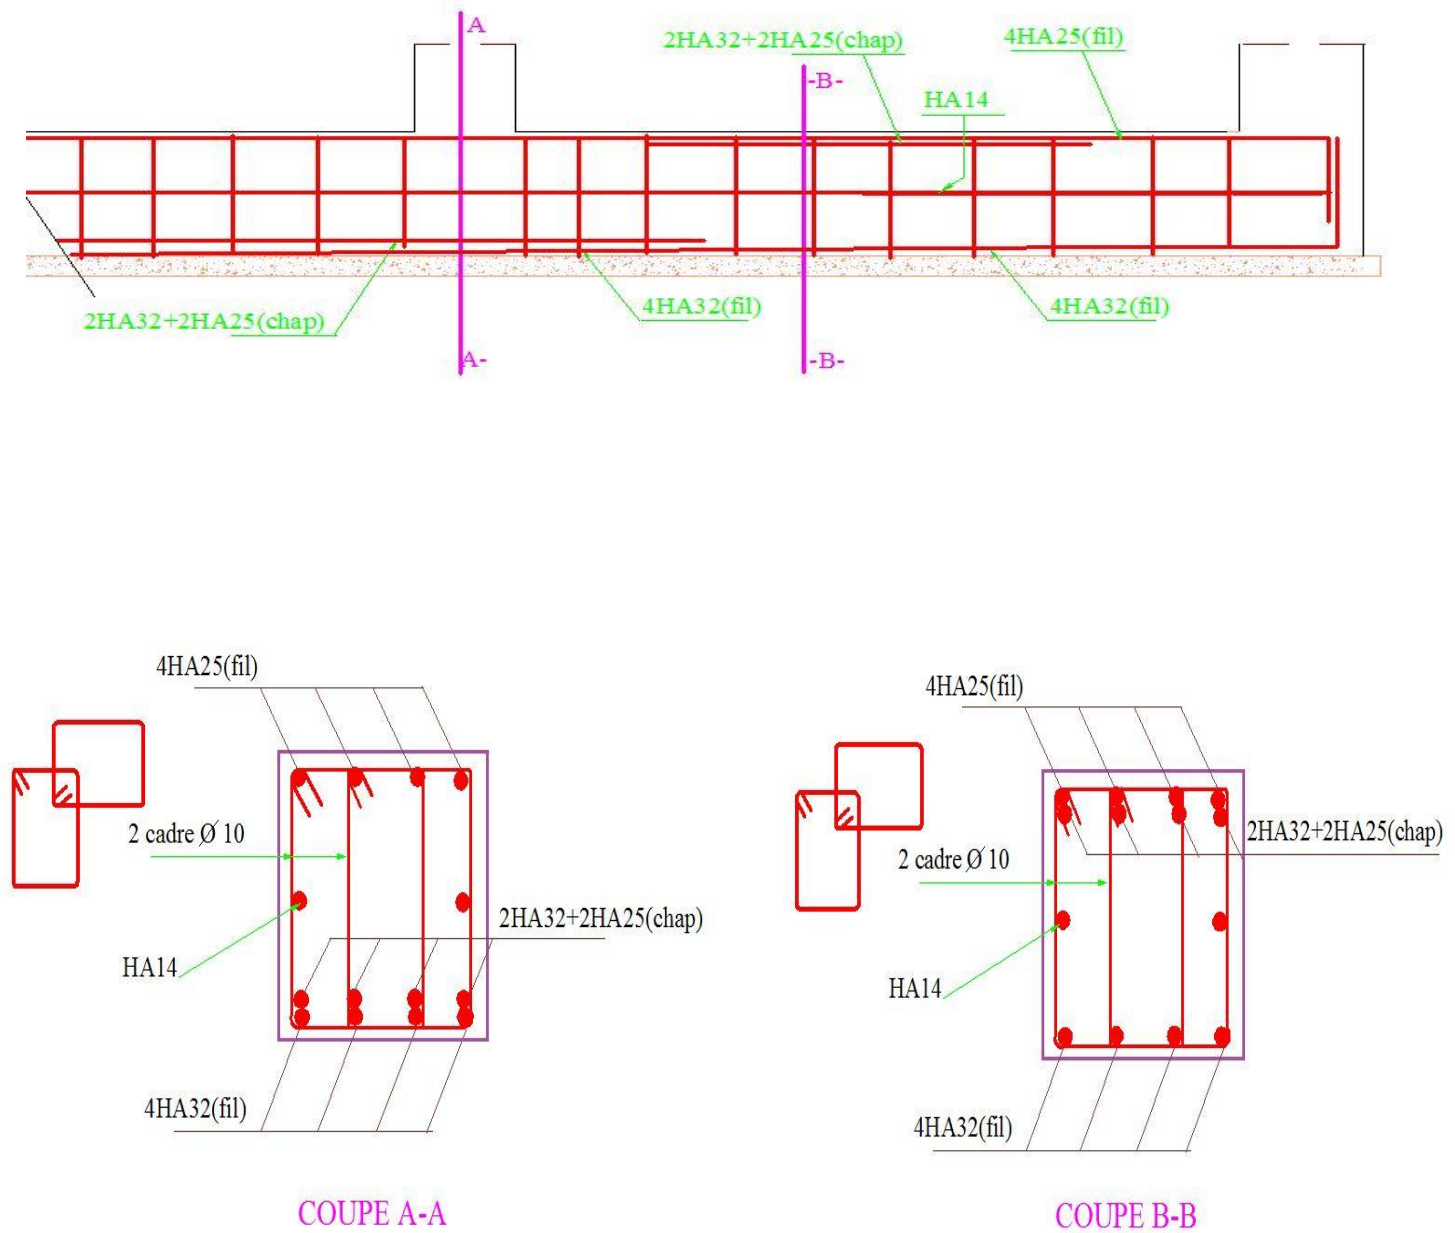 A
2HA32+2HA25(chap)
4HA25(fil)
-B-
HA14
2HA32+2HA25(chap)
4HA32(fil)
4HA32(fil)
A-
-B-
4HA25(fil)
2 cadre Ø 10
2HA32+2HA25(chap)
HA14
4HA32(fil)
COUPE A-A
4HA25(fil)
2HA32+2HA25(chap)
2 cadre Ø 10
HA14
4HA32(fil)
COUPE B-B